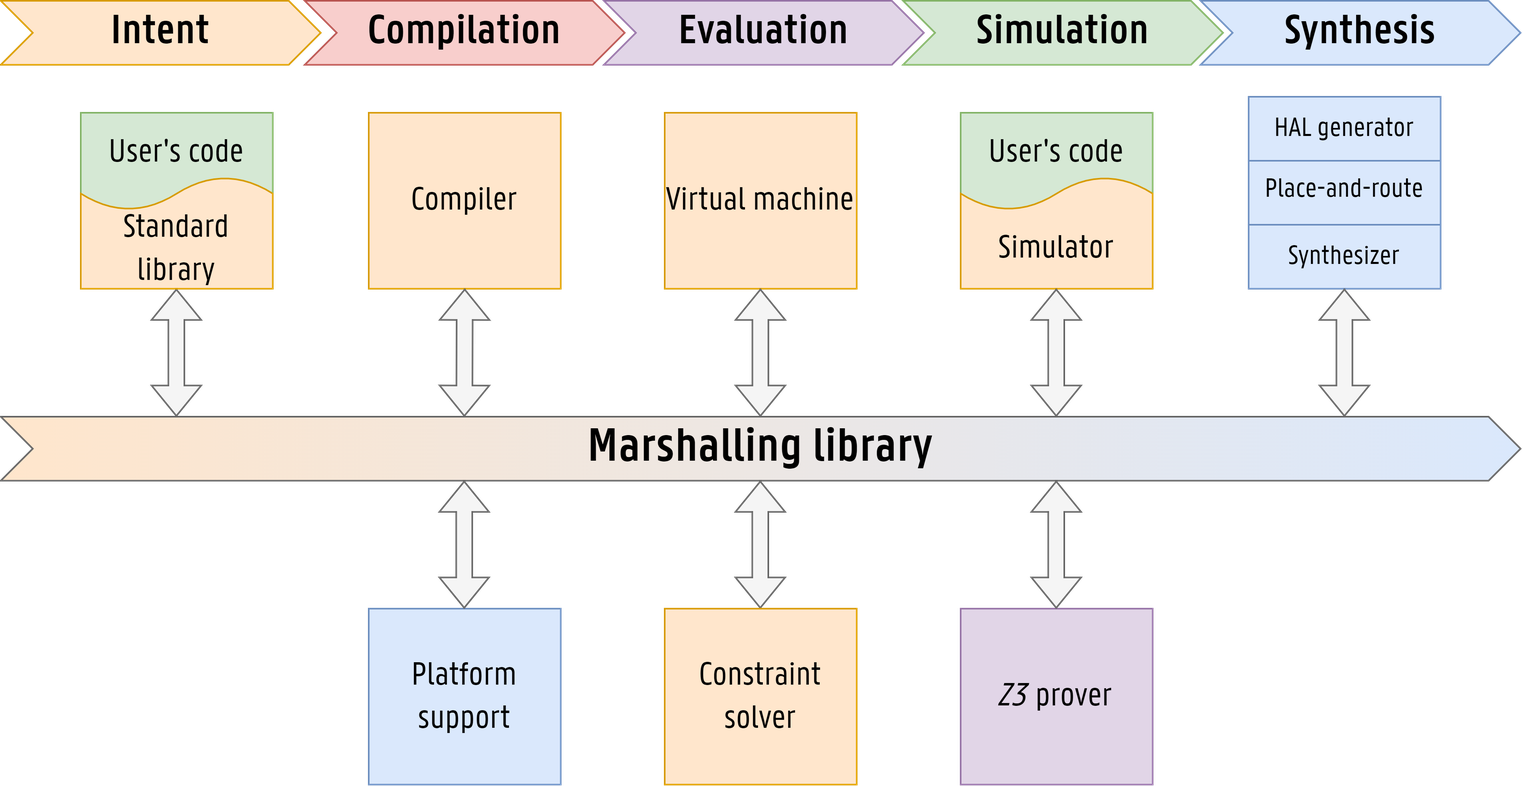 Intent
Compilation
Evaluation
Simulation
Synthesis
User's code
Standard
library
Compiler
Virtual machine
User's code
Simulator
HAL generator
Place-and-route
Synthesizer
Marshalling library
Platform
support
Constraint
solver
Z3 prover